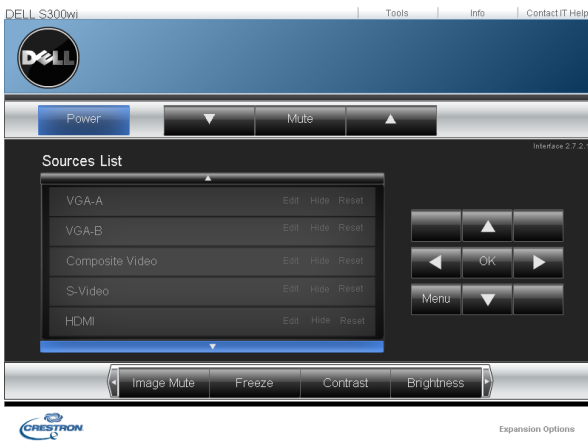 DELL S300wi
Tools Info Contact IT Help
DELL
Power Mute
Interface 2.7.2.1
Sources List
VGA-A Edit Hide Reset
VGA-B Edit Hide Reset
Composite Video Edit Hide Reset
S-Video Edit Hide Reset
HDMI Edit Hide Reset
OK
Menu
Image Mute Freeze Contrast Brightness
CRESTRON Expansion Options